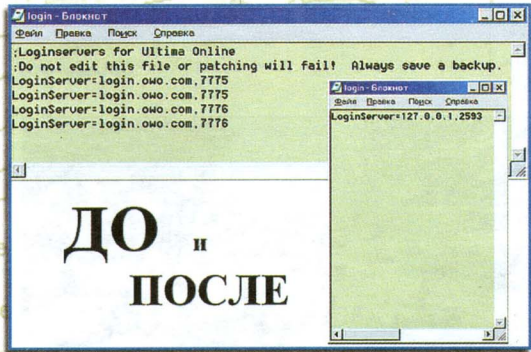 login - Блокнот
Файл Правка Поиск Справка
;Loginservers for Ultima Online
;Do not edit this file or patching will fail! Always save a backup.
LoginServer=login.owo.com,7775
LoginServer=login.owo.com,7775
LoginServer=login.owo.com,7776
LoginServer=login.owo.com,7776
login - Блокнот
Файл Правка Поиск Справка
LoginServer=127.0.0.1,2593
ДО и
ПОСЛЕ